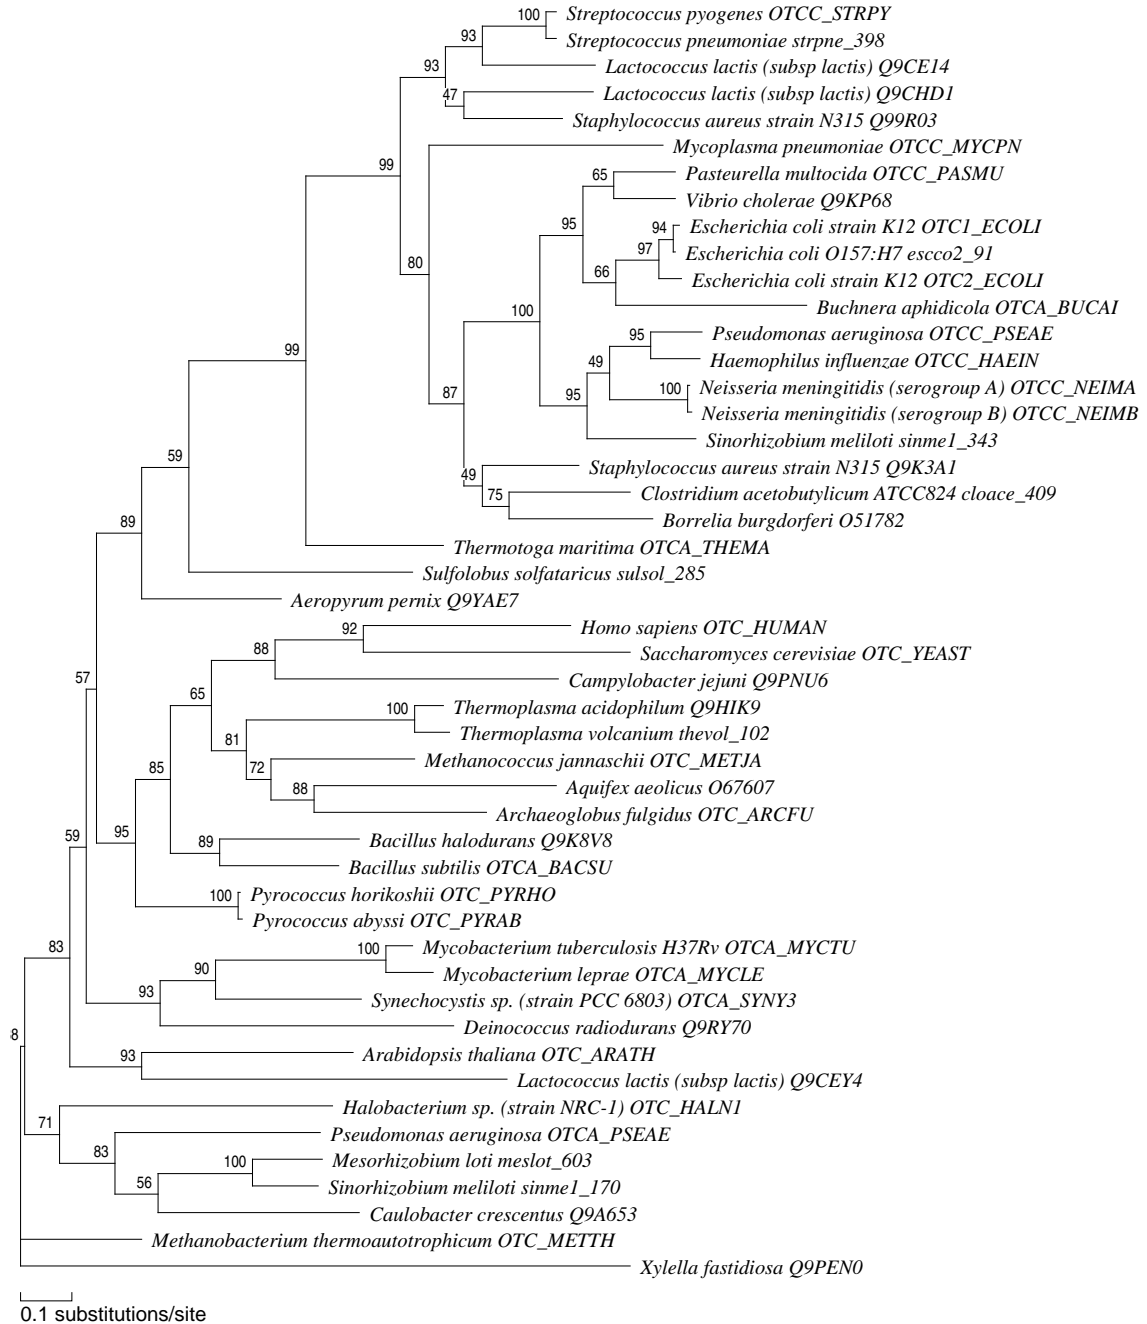 100 Streptococcus pyogenes OTCC_STRPY
93 Streptococcus pneumoniae strpne_398
93 Lactococcus lactis (subsp lactis) Q9CE14
47 Lactococcus lactis (subsp lactis) Q9CHD1
Staphylococcus aureus strain N315 Q99R03
99 Mycoplasma pneumoniae OTCC_MYCPN
65 Pasteurella multocida OTCC_PASMU
Vibrio cholerae Q9KP68
95 94 Escherichia coli strain K12 OTC1_ECOLI
97 Escherichia coli O157:H7 escco2_91
80 66 Escherichia coli strain K12 OTC2_ECOLI
100 Buchnera aphidicola OTCA_BUCAI
95 Pseudomonas aeruginosa OTCC_PSEAE
99 49 Haemophilus influenzae OTCC_HAEIN
87 95 100 Neisseria meningitidis (serogroup A) OTCC_NEIMA
Neisseria meningitidis (serogroup B) OTCC_NEIMB
Sinorhizobium meliloti sinme1_343
59 49 Staphylococcus aureus strain N315 Q9K3A1
75 Clostridium acetobutylicum ATCC824 cloace_409
89 Borrelia burgdorferi O51782
Thermotoga maritima OTCA_THEMA
Sulfolobus solfataricus sulsol_285
Aeropyrum pernix Q9YAE7
92 Homo sapiens OTC_HUMAN
88 Saccharomyces cerevisiae OTC_YEAST
57 Campylobacter jejuni Q9PNU6
65 100 Thermoplasma acidophilum Q9HIK9
81 Thermoplasma volcanium thevol_102
85 72 Methanococcus jannaschii OTC_METJA
88 Aquifex aeolicus O67607
Archaeoglobus fulgidus OTC_ARCFU
59 95 89 Bacillus halodurans Q9K8V8
Bacillus subtilis OTCA_BACSU
100 Pyrococcus horikoshii OTC_PYRHO
Pyrococcus abyssi OTC_PYRAB
83 100 Mycobacterium tuberculosis H37Rv OTCA_MYCTU
90 Mycobacterium leprae OTCA_MYCLE
93 Synechocystis sp. (strain PCC 6803) OTCA_SYNY3
8 Deinococcus radiodurans Q9RY70
93 Arabidopsis thaliana OTC_ARATH
Lactococcus lactis (subsp lactis) Q9CEY4
71 Halobacterium sp. (strain NRC-1) OTC_HALN1
83 Pseudomonas aeruginosa OTCA_PSEAE
100 Mesorhizobium loti meslot_603
56 Sinorhizobium meliloti sinme1_170
Caulobacter crescentus Q9A653
Methanobacterium thermoautotrophicum OTC_METTH
Xylella fastidiosa Q9PEN0
0.1 substitutions/site